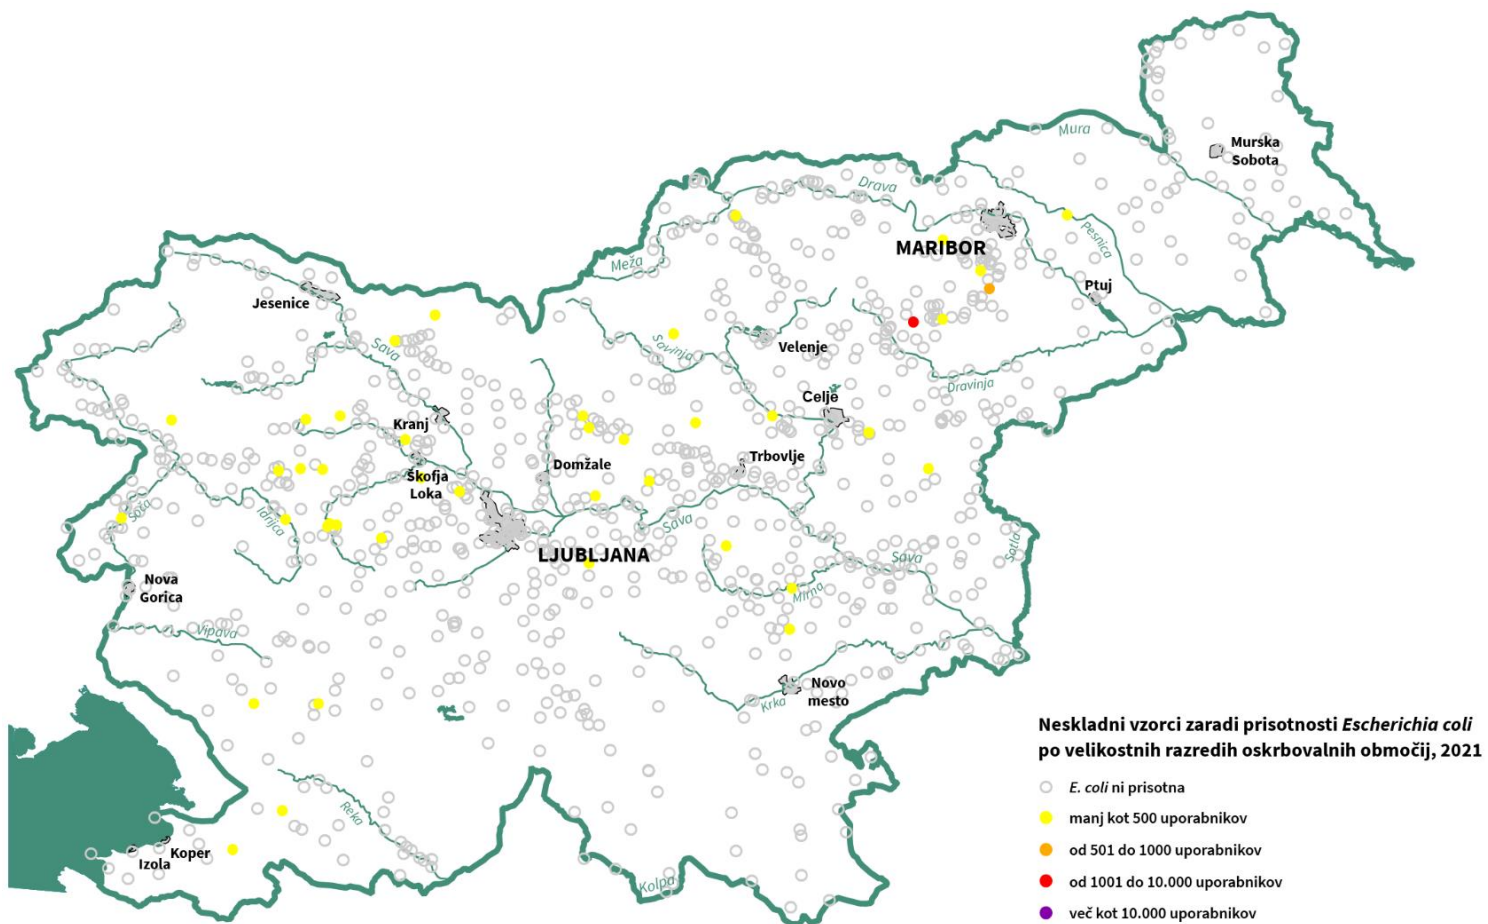 Mura
Murska
Sobota
Drava
Pesnica
MARIBOR
Meža
Ptuj
Jesenice
Sava
Savinja
Velenje
Dravinja
Celje
Kranj
Škofja
Loka
Domžale
Trbovlje
Soča
Idrijca
Sava
LJUBLJANA
Sava
Sotla
Nova
Gorica
Mirna
Vipava
Novo
mesto
Krka
Reka
Koper
Izola
Kolpa
Neskladni vzorci zaradi prisotnosti Escherichia coli
po velikostnih razredih oskrbovalnih območij, 2021
E. coli ni prisotna
manj kot 500 uporabnikov
od 501 do 1000 uporabnikov
od 1001 do 10.000 uporabnikov
več kot 10.000 uporabnikov